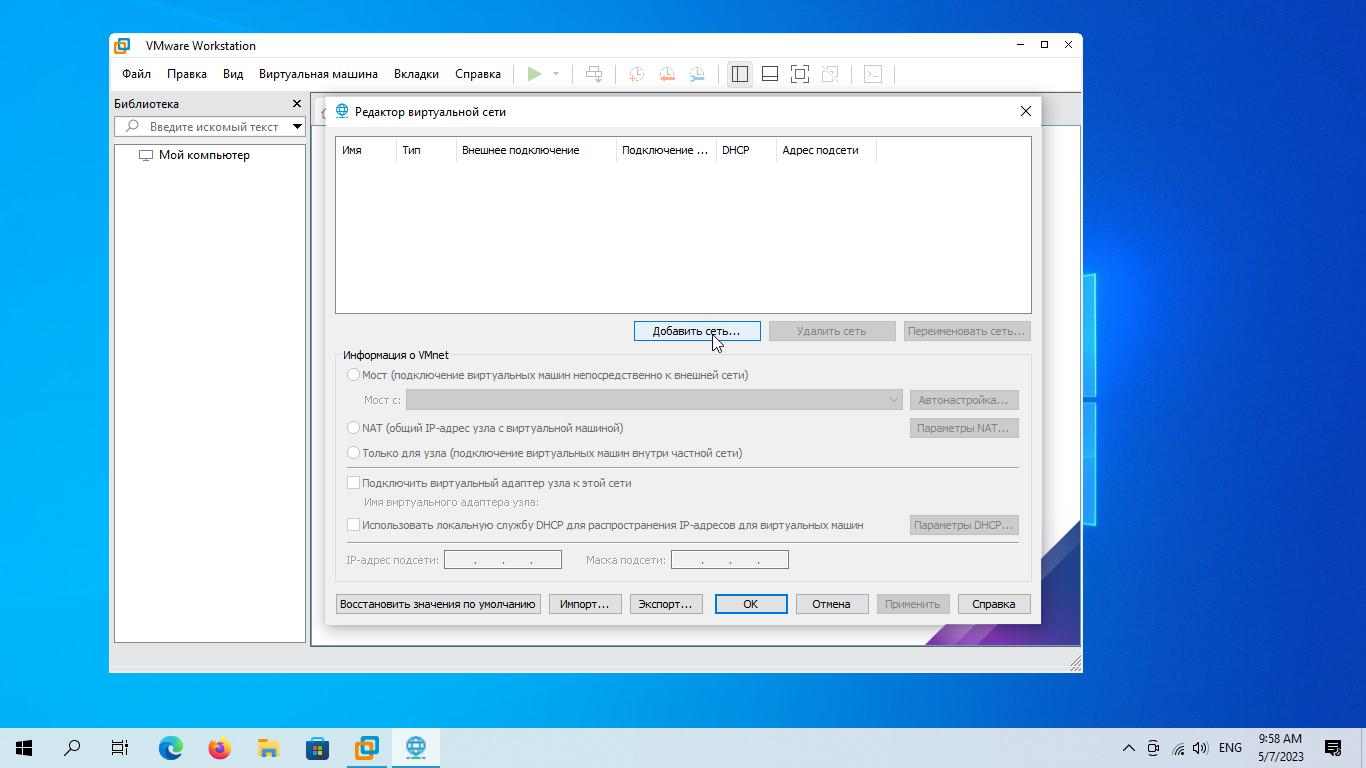 VMware Workstation
Файл Правка Вид Виртуальная машина Вкладки Справка
Библиотека
Введите искомый текст
Мой компьютер
Редактор виртуальной сети
Имя Тип Внешнее подключение Подключение ... DHCP Адрес подсети
Добавить сеть... Удалить сеть Переименовать сеть...
Информация о VMnet
Мост (подключение виртуальных машин непосредственно к внешней сети)
Мост с: Автонастройка...
NAT (общий IP-адрес узла с виртуальной машиной) Параметры NAT...
Только для узла (подключение виртуальных машин внутри частной сети)
Подключить виртуальный адаптер узла к этой сети
Имя виртуального адаптера узла:
Использовать локальную службу DHCP для распространения IP-адресов для виртуальных машин Параметры DHCP...
IP-адрес подсети: . . . Маска подсети: . . .
Восстановить значения по умолчанию Импорт... Экспорт... ОК Отмена Применить Справка
ENG
9:58 AM
5/7/2023